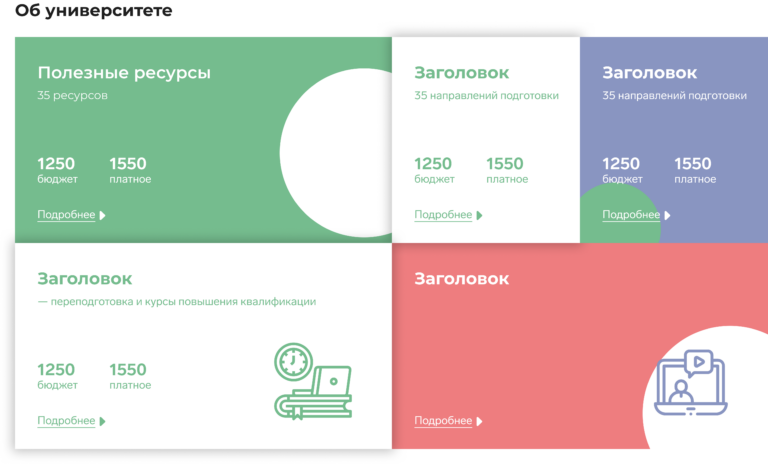 Об университете
Полезные ресурсы
35 ресурсов
1250 1550
бюджет платное
Подробнее
Заголовок
35 направлений подготовки
1250 1550
бюджет платное
Подробнее
Заголовок
35 направлений подготовки
1250 1550
бюджет платное
Подробнее
Заголовок
— переподготовка и курсы повышения квалификации
1250 1550
бюджет платное
Подробнее
Заголовок
Подробнее